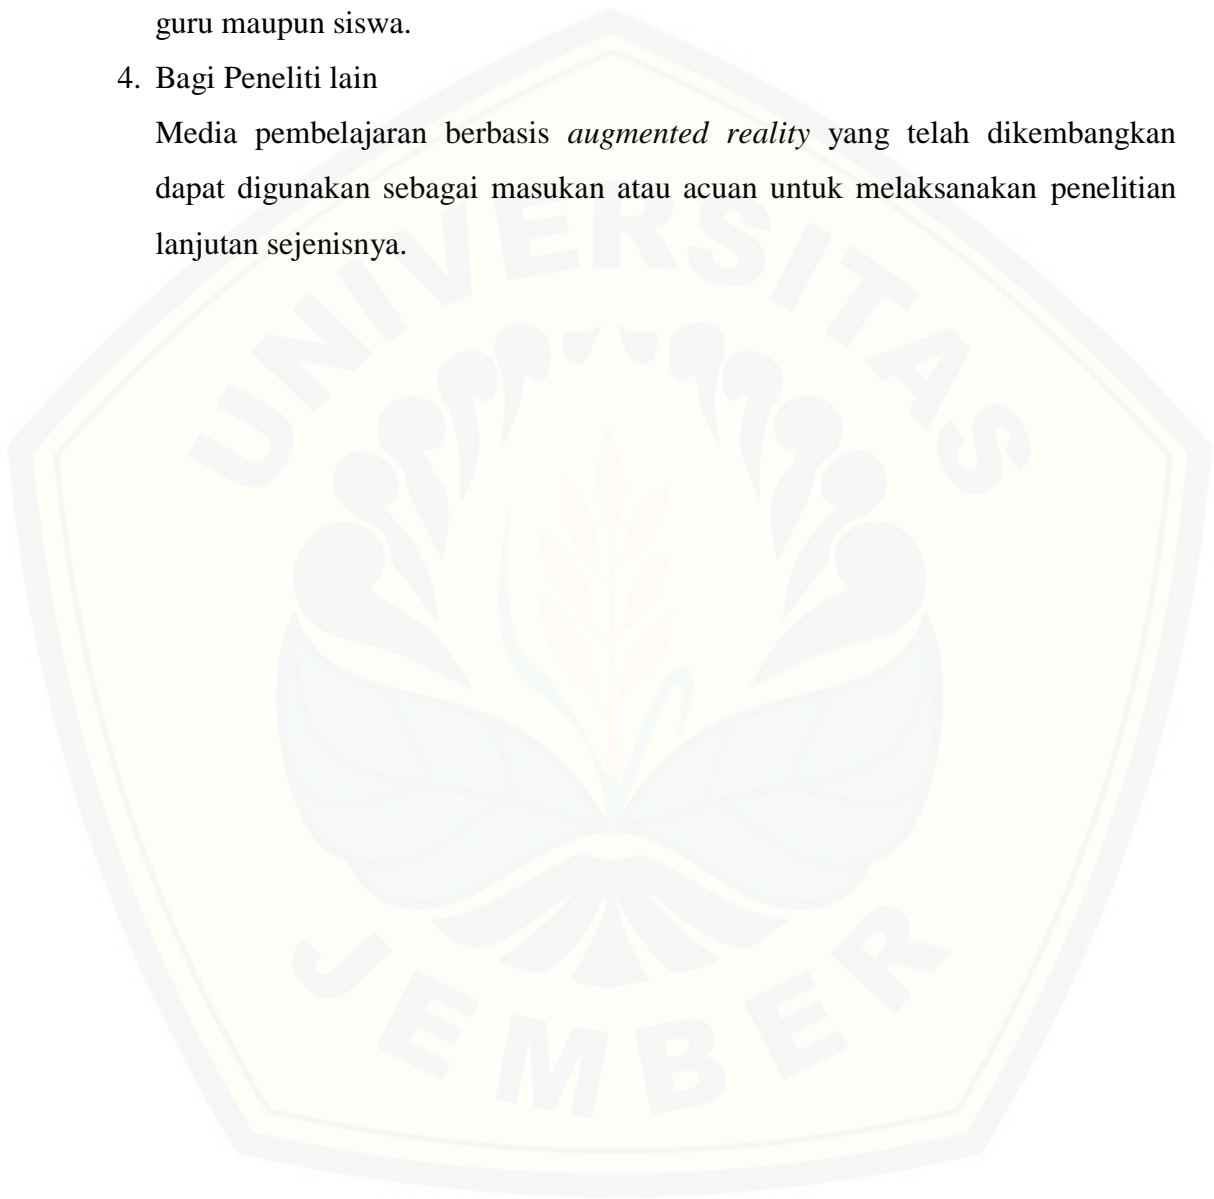 guru maupun siswa.
4. Bagi Peneliti lain
Media pembelajaran berbasis augmented reality yang telah dikembangkan
dapat digunakan sebagai masukan atau acuan untuk melaksanakan penelitian
lanjutan sejenisnya.
UNIVERSITAS
JEMBER